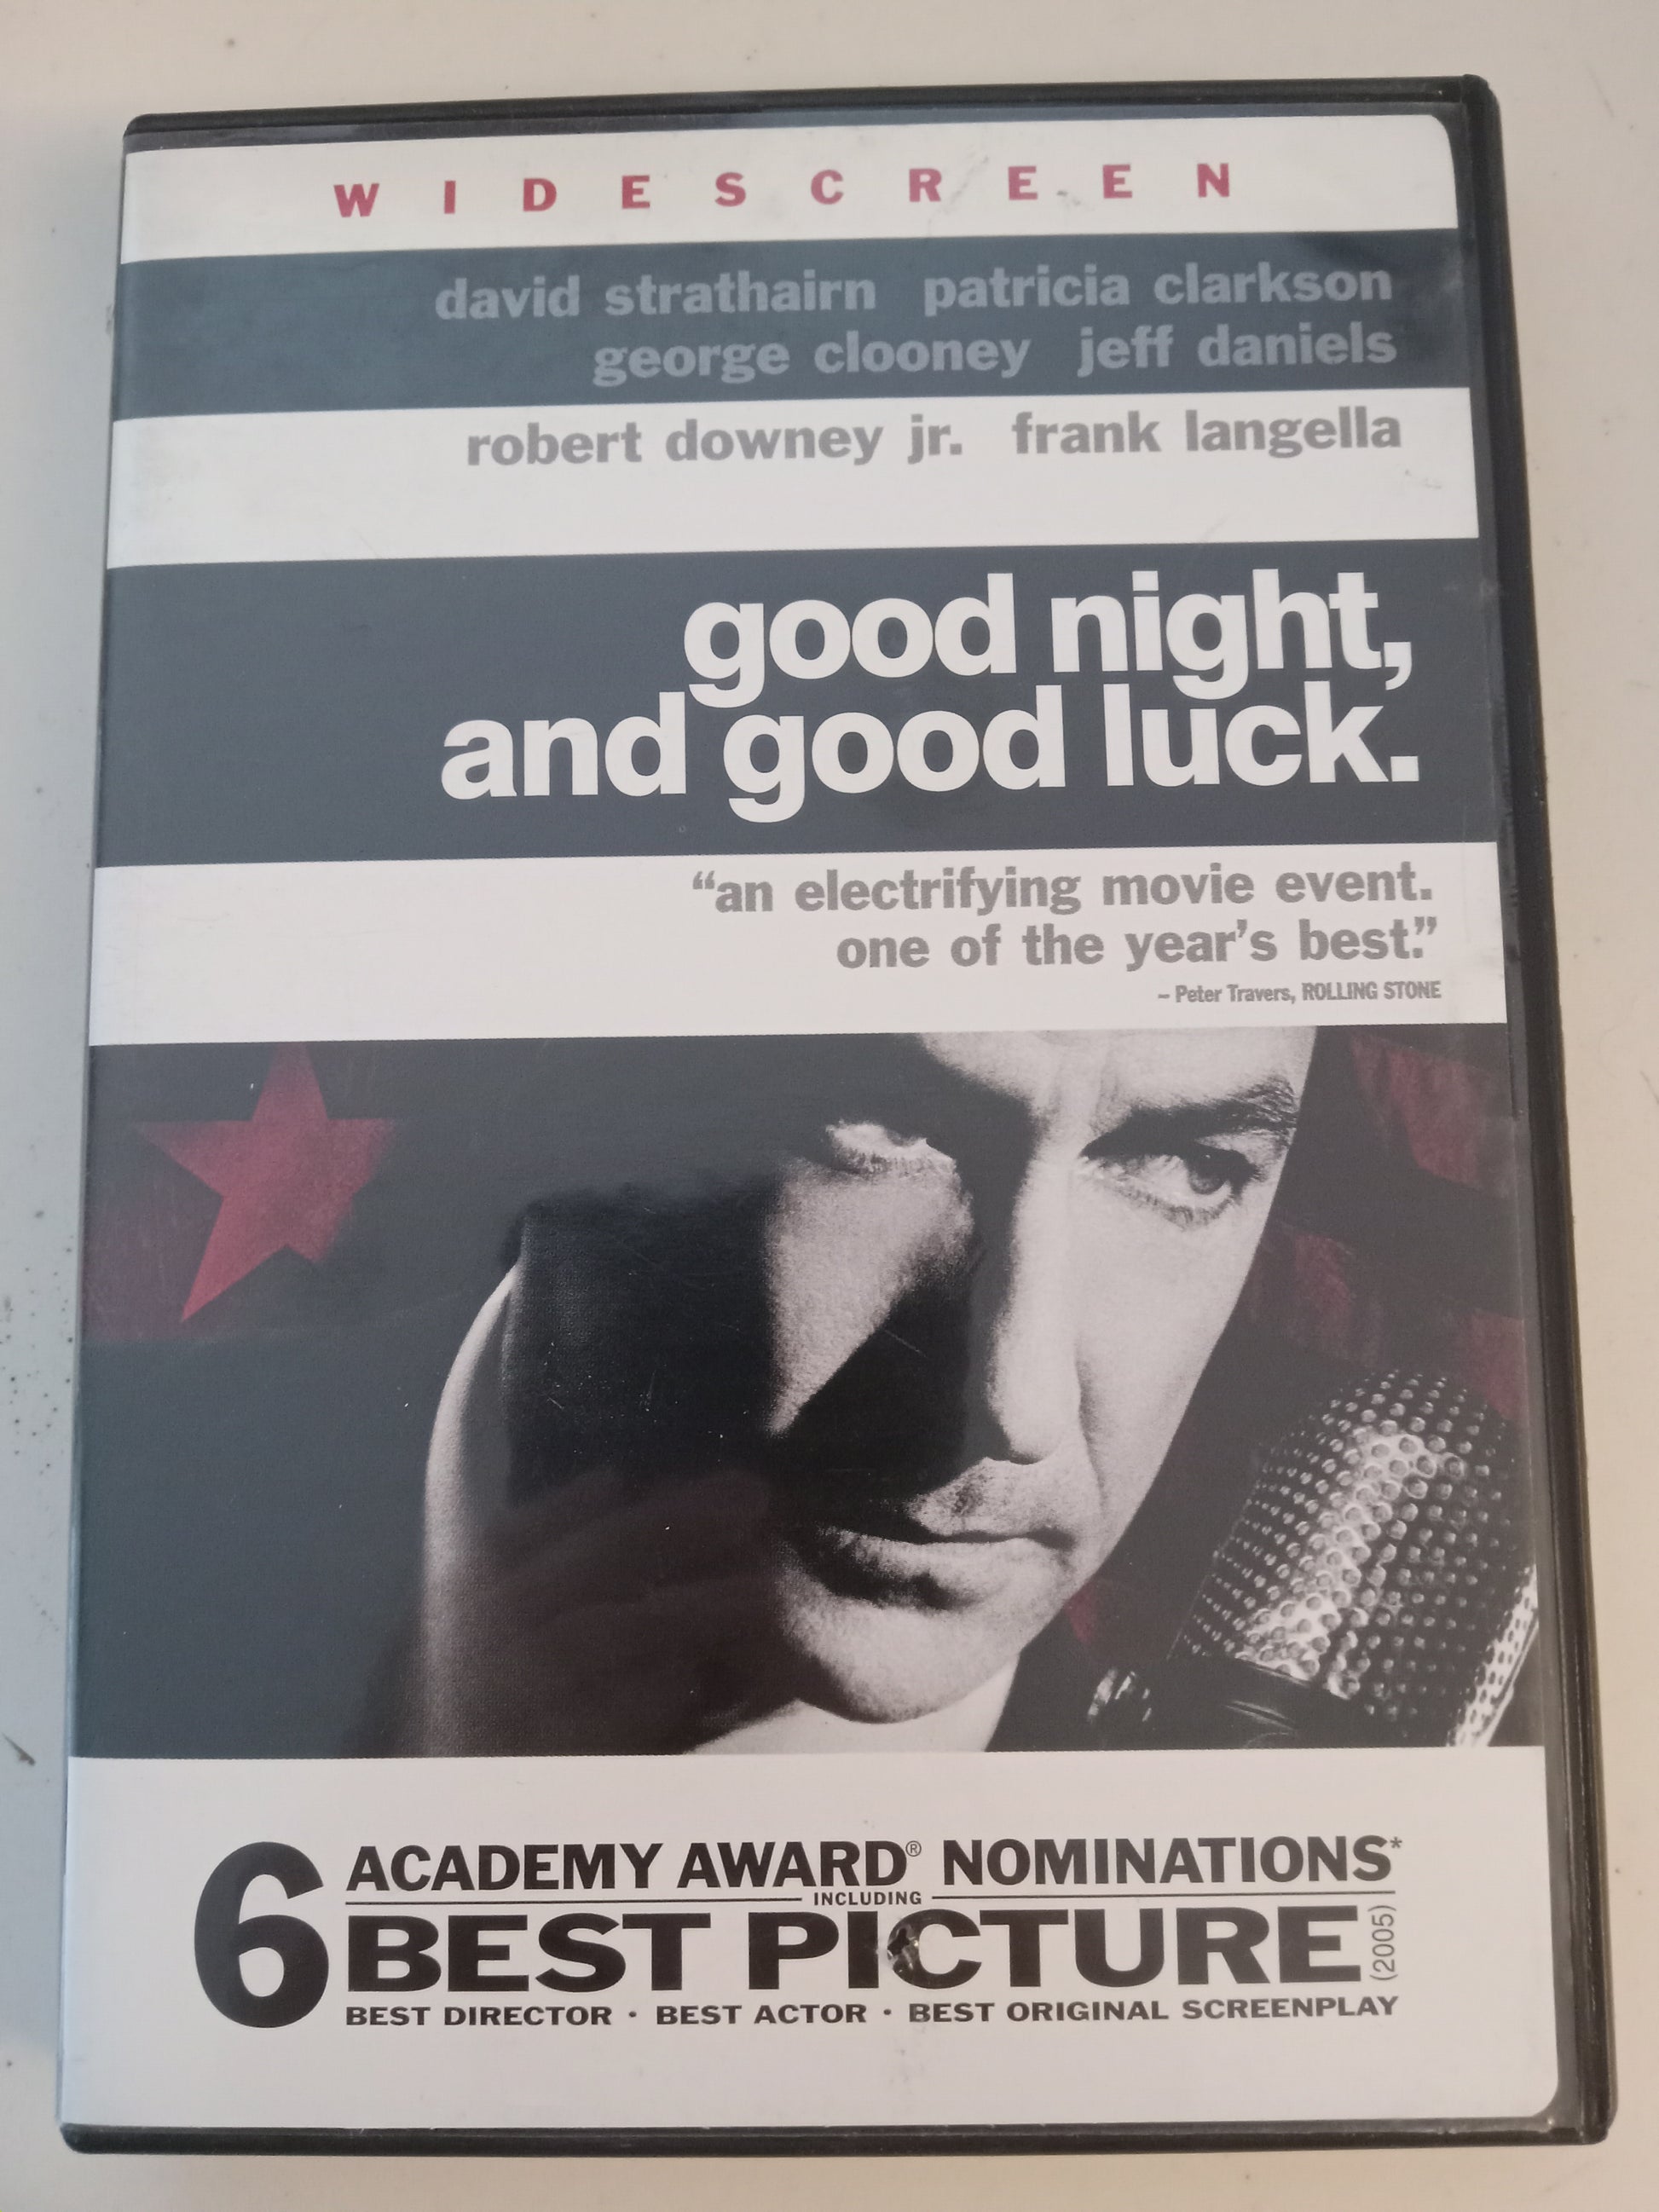 WIDESCREEN
david strathairn patricia clarkson
george clooney jeff daniels
robert downey jr. frank langella
good night,
and good luck.
“an electrifying movie event.
one of the year’s best.”
– Peter Travers, ROLLING STONE
6 ACADEMY AWARD® NOMINATIONS*
INCLUDING
BEST PICTURE (2005)
BEST DIRECTOR · BEST ACTOR · BEST ORIGINAL SCREENPLAY